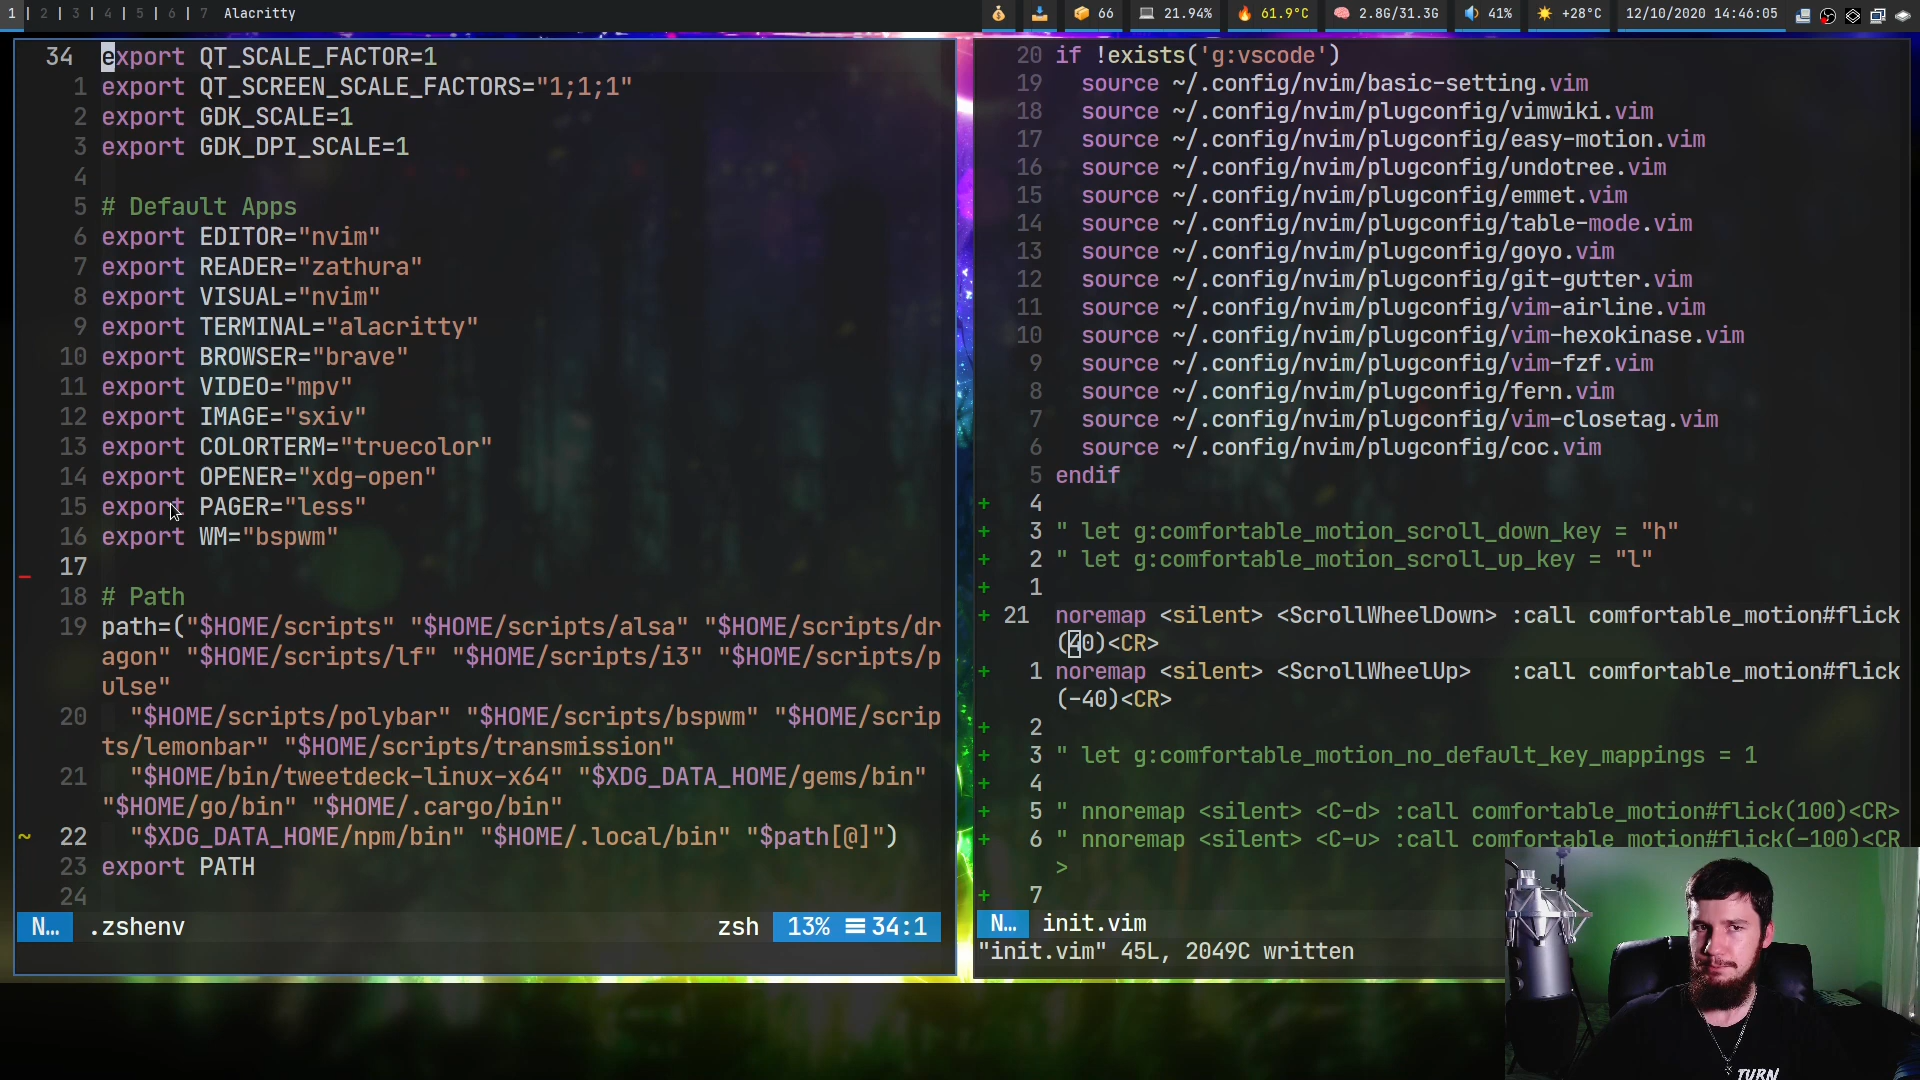 1 | 2 | 3 | 4 | 5 | 6 | 7 Alacritty 66 21.94% 61.9°C 2.8G/31.3G 41% +28°C 12/10/2020 14:46:05
34 export QT_SCALE_FACTOR=1
1 export QT_SCREEN_SCALE_FACTORS="1;1;1"
2 export GDK_SCALE=1
3 export GDK_DPI_SCALE=1
4
5 # Default Apps
6 export EDITOR="nvim"
7 export READER="zathura"
8 export VISUAL="nvim"
9 export TERMINAL="alacritty"
10 export BROWSER="brave"
11 export VIDEO="mpv"
12 export IMAGE="sxiv"
13 export COLORTERM="truecolor"
14 export OPENER="xdg-open"
15 export PAGER="less"
16 export WM="bspwm"
_ 17
18 # Path
19 path=("$HOME/scripts" "$HOME/scripts/alsa" "$HOME/scripts/dr
agon" "$HOME/scripts/lf" "$HOME/scripts/i3" "$HOME/scripts/p
ulse"
20 "$HOME/scripts/polybar" "$HOME/scripts/bspwm" "$HOME/scrip
ts/lemonbar" "$HOME/scripts/transmission"
21 "$HOME/bin/tweetdeck-linux-x64" "$XDG_DATA_HOME/gems/bin"
"$HOME/go/bin" "$HOME/.cargo/bin"
~ 22 "$XDG_DATA_HOME/npm/bin" "$HOME/.local/bin" "$path[@]")
23 export PATH
24
N… .zshenv zsh 13% ☰ 34:1
20 if !exists('g:vscode')
19 source ~/.config/nvim/basic-setting.vim
18 source ~/.config/nvim/plugconfig/vimwiki.vim
17 source ~/.config/nvim/plugconfig/easy-motion.vim
16 source ~/.config/nvim/plugconfig/undotree.vim
15 source ~/.config/nvim/plugconfig/emmet.vim
14 source ~/.config/nvim/plugconfig/table-mode.vim
13 source ~/.config/nvim/plugconfig/goyo.vim
12 source ~/.config/nvim/plugconfig/git-gutter.vim
11 source ~/.config/nvim/plugconfig/vim-airline.vim
10 source ~/.config/nvim/plugconfig/vim-hexokinase.vim
9 source ~/.config/nvim/plugconfig/vim-fzf.vim
8 source ~/.config/nvim/plugconfig/fern.vim
7 source ~/.config/nvim/plugconfig/vim-closetag.vim
6 source ~/.config/nvim/plugconfig/coc.vim
5 endif
+ 4
+ 3 " let g:comfortable_motion_scroll_down_key = "h"
+ 2 " let g:comfortable_motion_scroll_up_key = "l"
+ 1
+ 21 noremap <silent> <ScrollWheelDown> :call comfortable_motion#flick
(40)<CR>
+ 1 noremap <silent> <ScrollWheelUp> :call comfortable_motion#flick
(-40)<CR>
+ 2
+ 3 " let g:comfortable_motion_no_default_key_mappings = 1
+ 4
+ 5 " nnoremap <silent> <C-d> :call comfortable_motion#flick(100)<CR>
+ 6 " nnoremap <silent> <C-u> :call comfortable_motion#flick(-100)<CR
>
+ 7
N… init.vim
"init.vim" 45L, 2049C written
TURN